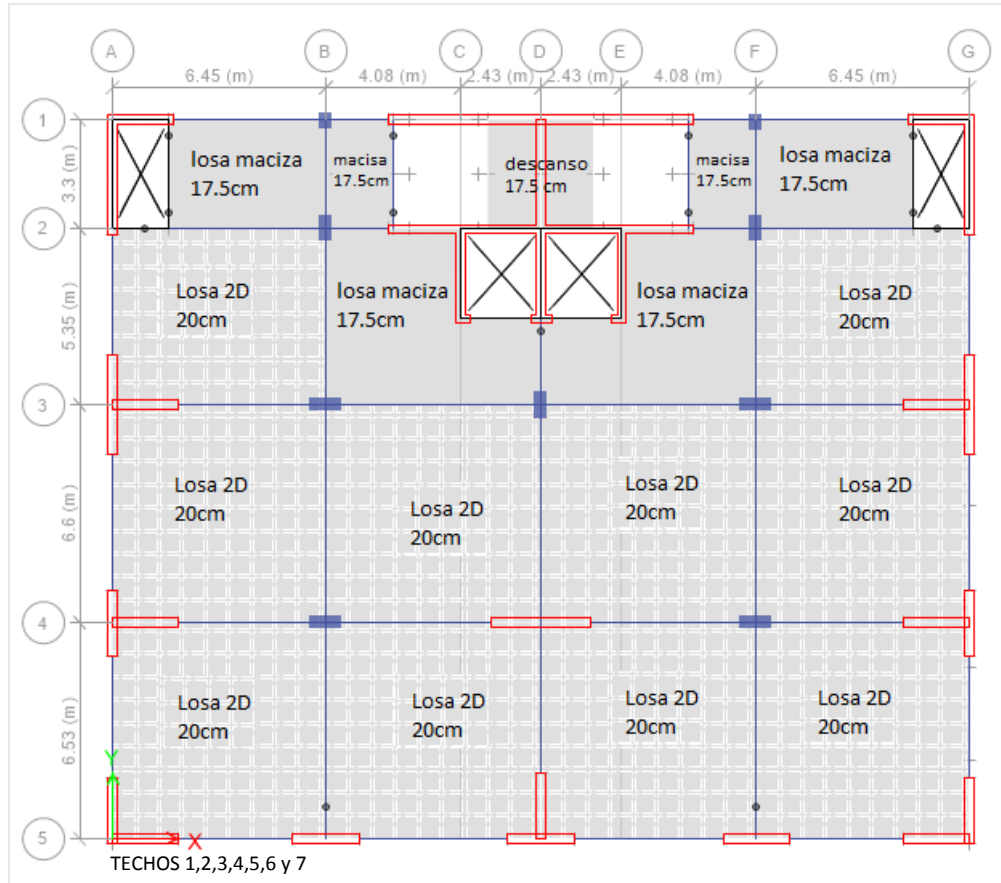 A B C D E F G
6.45 (m) 4.08 (m) 2.43 (m) 2.43 (m) 4.08 (m) 6.45 (m)
1
3.3 (m)
losa maciza
17.5cm
macisa
17.5cm
descanso
17.5 cm
macisa
17.5cm
losa maciza
17.5cm
2
5.35 (m)
Losa 2D
20cm
losa maciza
17.5cm
losa maciza
17.5cm
Losa 2D
20cm
3
6.6 (m)
Losa 2D
20cm
Losa 2D
20cm
Losa 2D
20cm
Losa 2D
20cm
4
6.53 (m)
Losa 2D
20cm
Losa 2D
20cm
Losa 2D
20cm
Losa 2D
20cm
Y
5
X
TECHOS 1,2,3,4,5,6 y 7